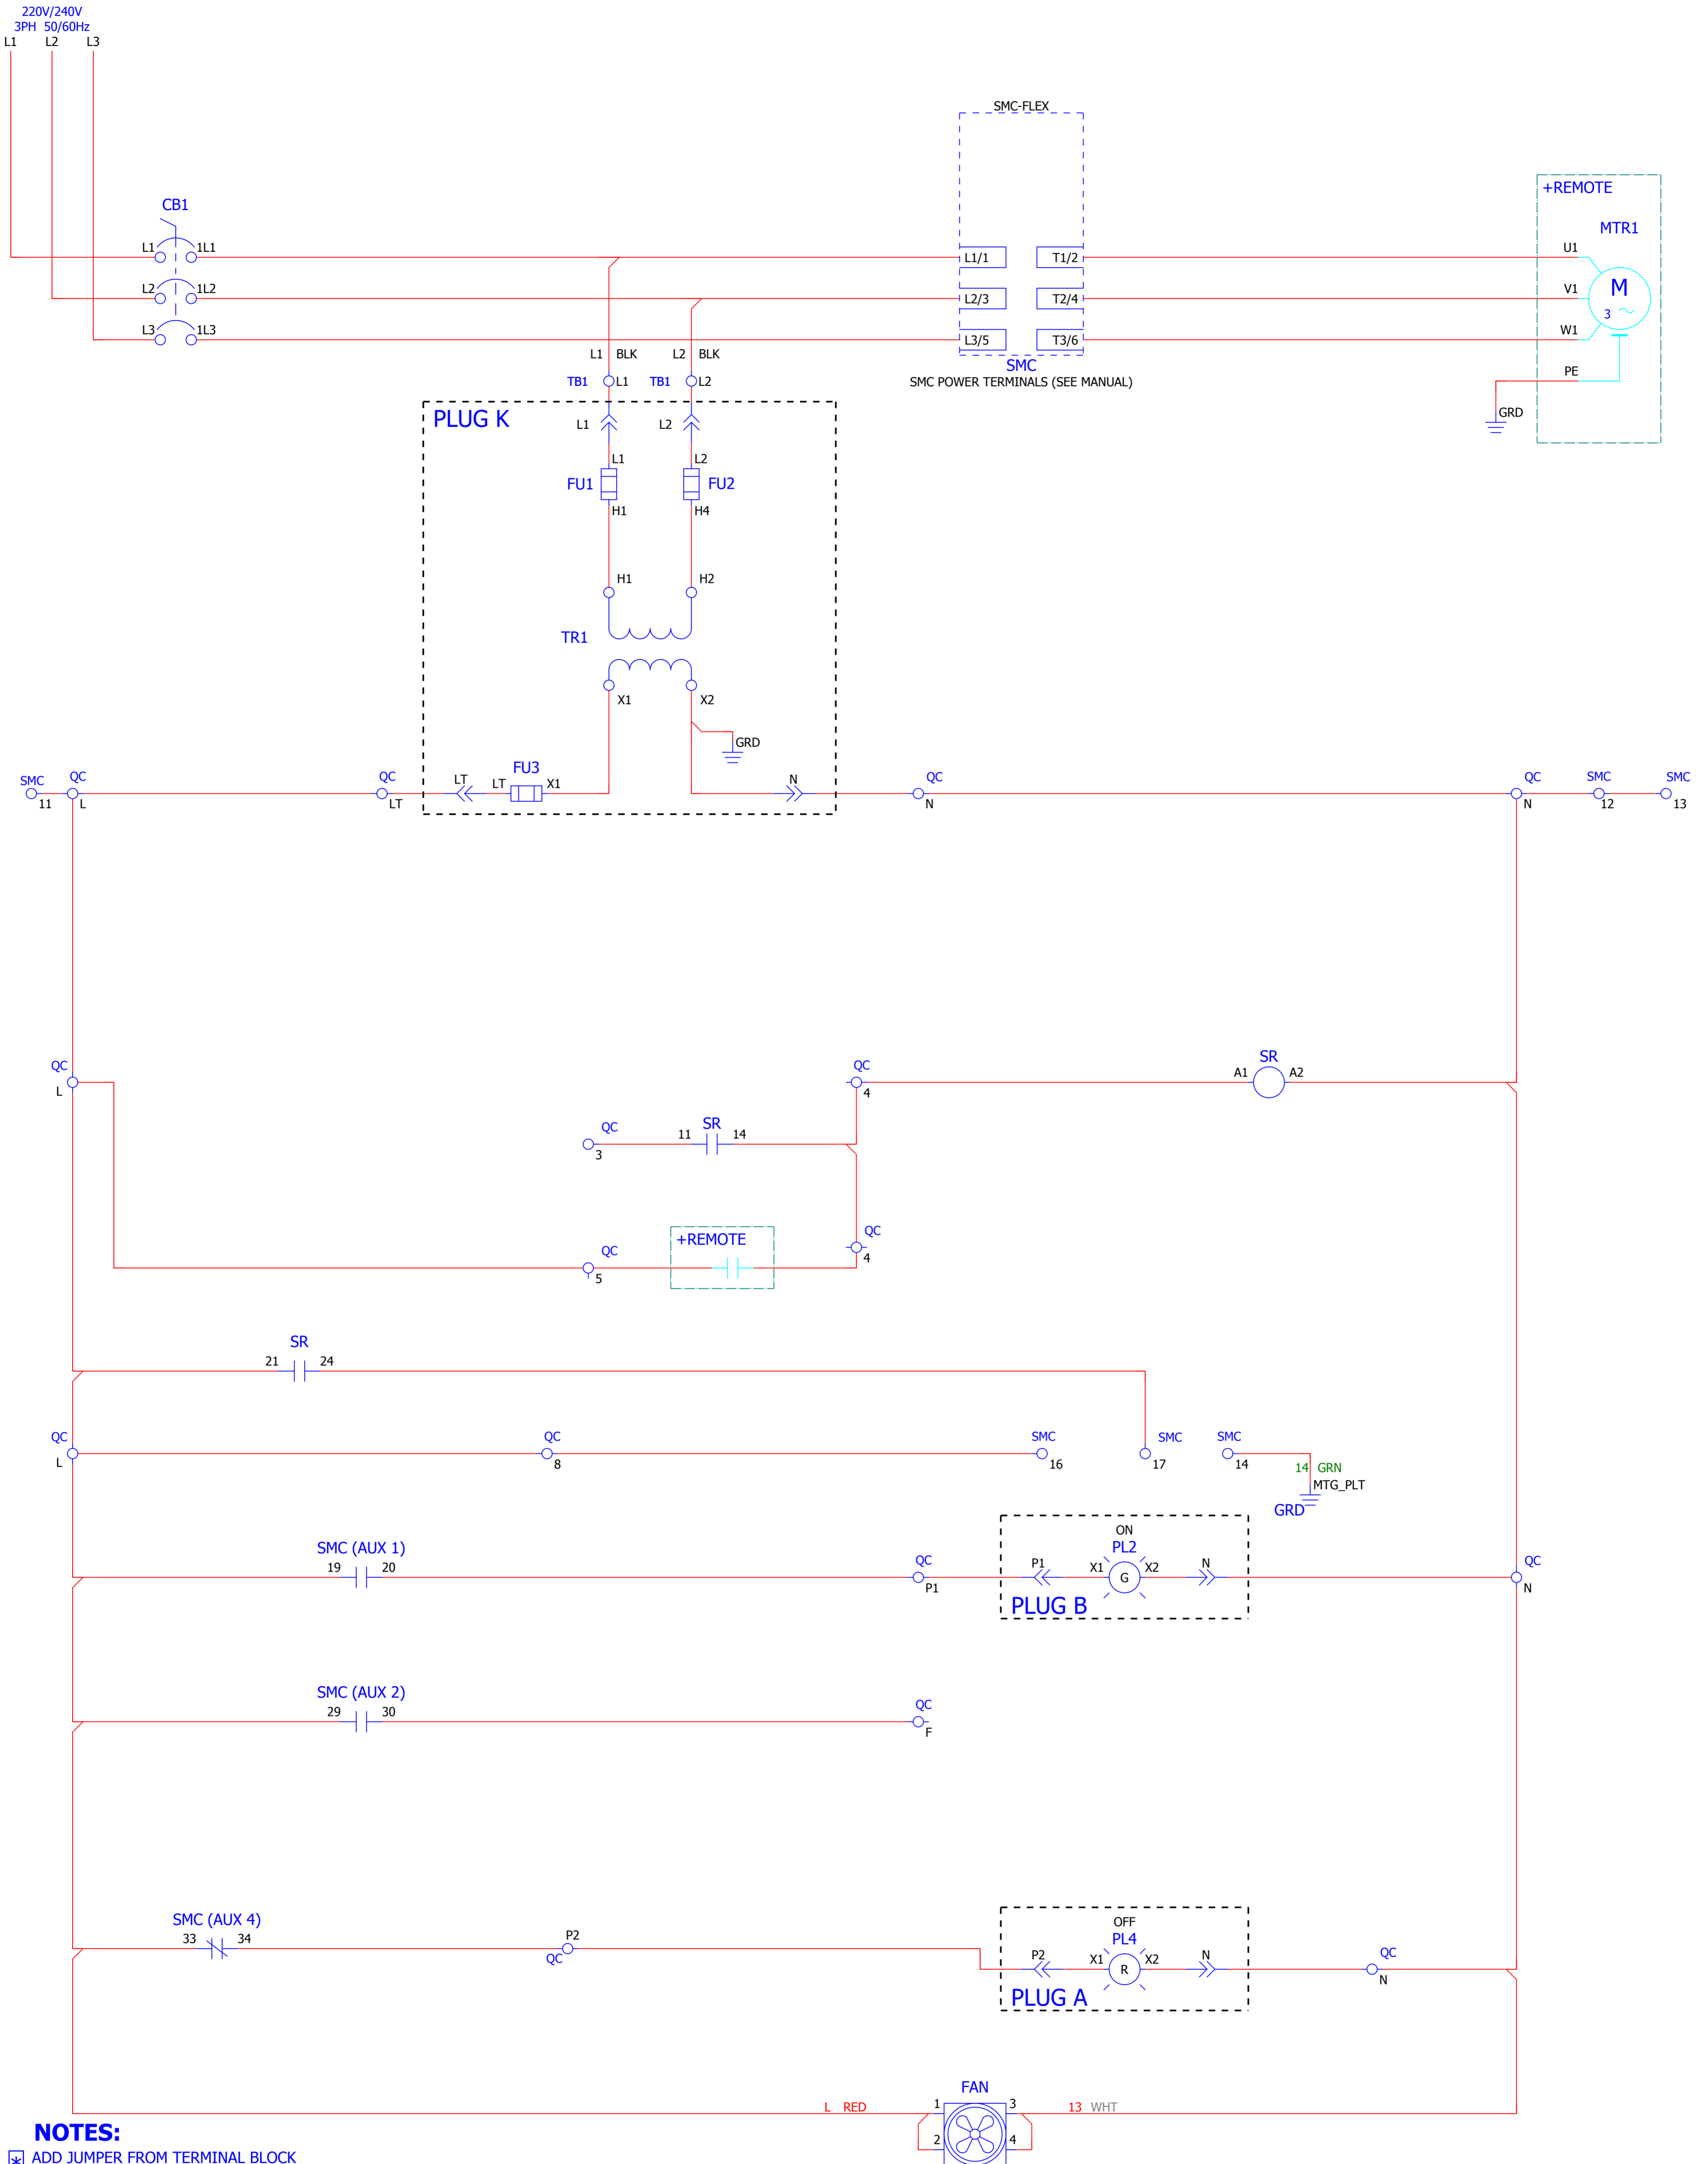 220V/240V
3PH 50/60Hz
L1 L2 L3
SMC-FLEX
+REMOTE
CB1
MTR1
L1 1L1 L1/1 T1/2 U1
L2 1L2 L2/3 T2/4 V1 M
3
L3 1L3 L3/5 T3/6 W1
L1 BLK L2 BLK
SMC
SMC POWER TERMINALS (SEE MANUAL)
PE
TB1 L1 TB1 L2
GRD
PLUG K
L1 L2
L1 L2
FU1 FU2
H1 H4
H1 H2
TR1
X1 X2
GRD
SMC QC QC LT LT FU3 X1 N QC QC SMC SMC
11 L LT N N 12 13
QC QC SR
L 4 A1 A2
QC 11 SR 14
3
+REMOTE QC
QC 4
5
SR
21 24
QC QC SMC SMC SMC
L 8 16 17 14
14 GRN
MTG_PLT
GRD
ON
SMC (AUX 1) PL2
19 20 QC P1 X1 G X2 N QC
P1 N
PLUG B
SMC (AUX 2)
29 30 QC
F
SMC (AUX 4) OFF
33 34 P2 PL4
QC P2 X1 R X2 N QC
N
PLUG A
FAN
L RED 1 3 13 WHT
2 4
NOTES:
* ADD JUMPER FROM TERMINAL BLOCK